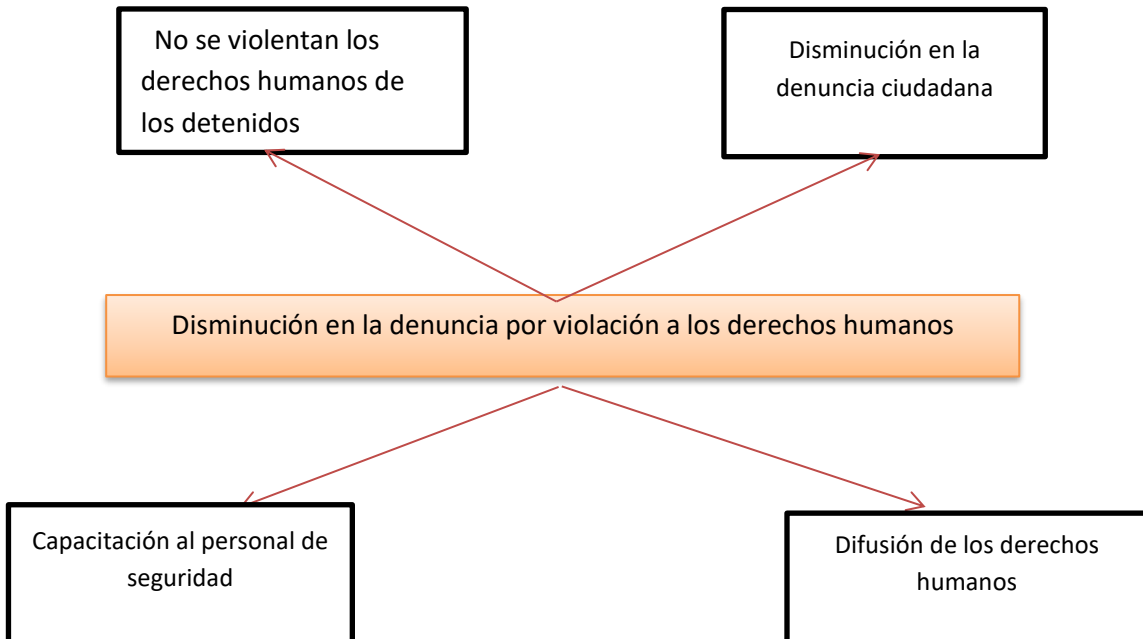 No se violentan los
derechos humanos de
los detenidos
Disminución en la
denuncia ciudadana
Disminución en la denuncia por violación a los derechos humanos
Capacitación al personal de
seguridad
Difusión de los derechos
humanos